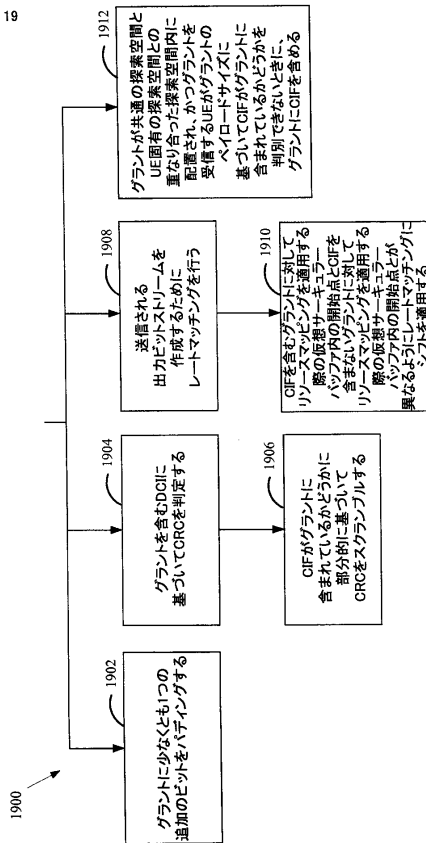 19
1900
1902
グラントに少なくとも1つの
追加のビットをパディングする
1904
グラントを含むDCIに
基づいてCRCを判定する
1906
CIFがグラントに
含まれているかどうかに
部分的に基づいて
CRCをスクランブルする
1908
送信される
出力ビットストリームを
作成するために
レートマッチングを行う
1910
CIFを含むグラントに対して
リソースマッピングを適用する
際の仮想サーキュラー
バッファ内の開始点とCIFを
含まないグラントに対して
リソースマッピングを適用する
際の仮想サーキュラー
バッファ内の開始点とが
異なるようにレートマッチングに
シフトを適用する
1912
グラントが共通の探索空間と
UE固有の探索空間との
重なり合った探索空間内に
配置され、かつグラントを
受信するUEがグラントの
ペイロードサイズに
基づいてCIFがグラントに
含まれているかどうかを
判別できないときに、
グラントにCIFを含める